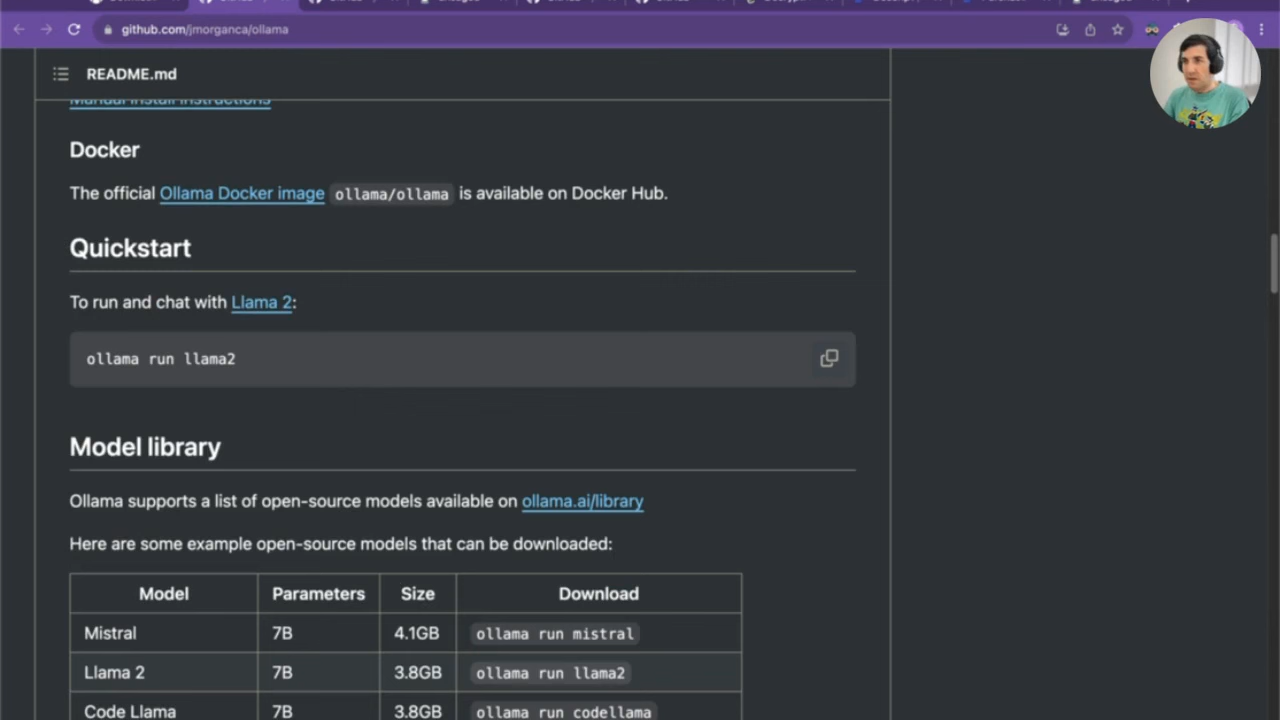 github.com/jmorganca/ollama
README.md
Manual install instructions
Docker
The official Ollama Docker image ollama/ollama is available on Docker Hub.
Quickstart
To run and chat with Llama 2:
ollama run llama2
Model library
Ollama supports a list of open-source models available on ollama.ai/library
Here are some example open-source models that can be downloaded:
Model Parameters Size Download
Mistral 7B 4.1GB ollama run mistral
Llama 2 7B 3.8GB ollama run llama2
Code Llama 7B 3.8GB ollama run codellama